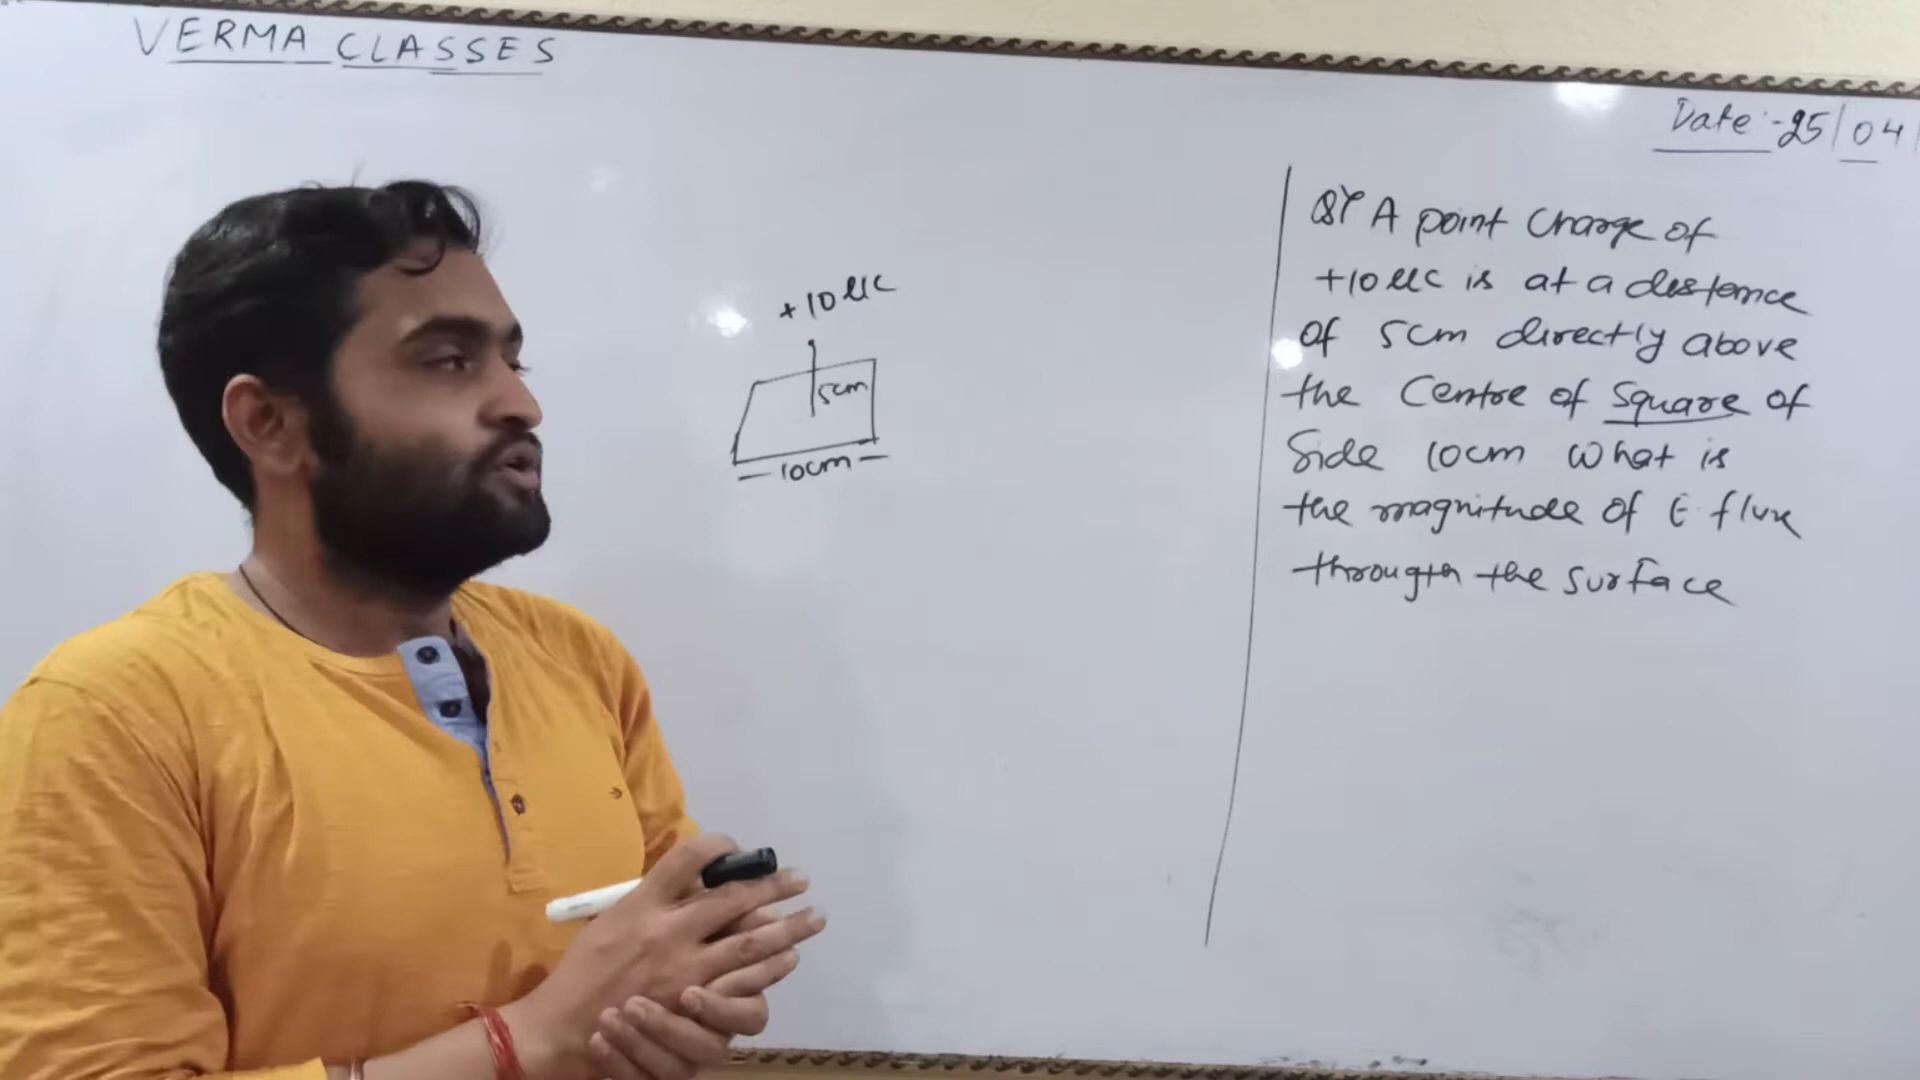 VERMA CLASSES
Date:-25/04/
+10 μC
5cm
10cm
Q? A point Charge of
+10 μC is at a distance
of 5cm directly above
the Centre of square of
Side 10cm What is
the magnitude of E flux
througth the surface